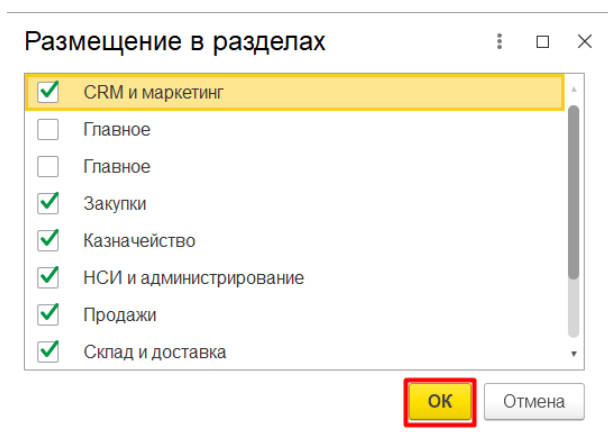 Размещение в разделах
CRM и маркетинг
Главное
Главное
Закупки
Казначейство
НСИ и администрирование
Продажи
Склад и доставка
ОК
Отмена